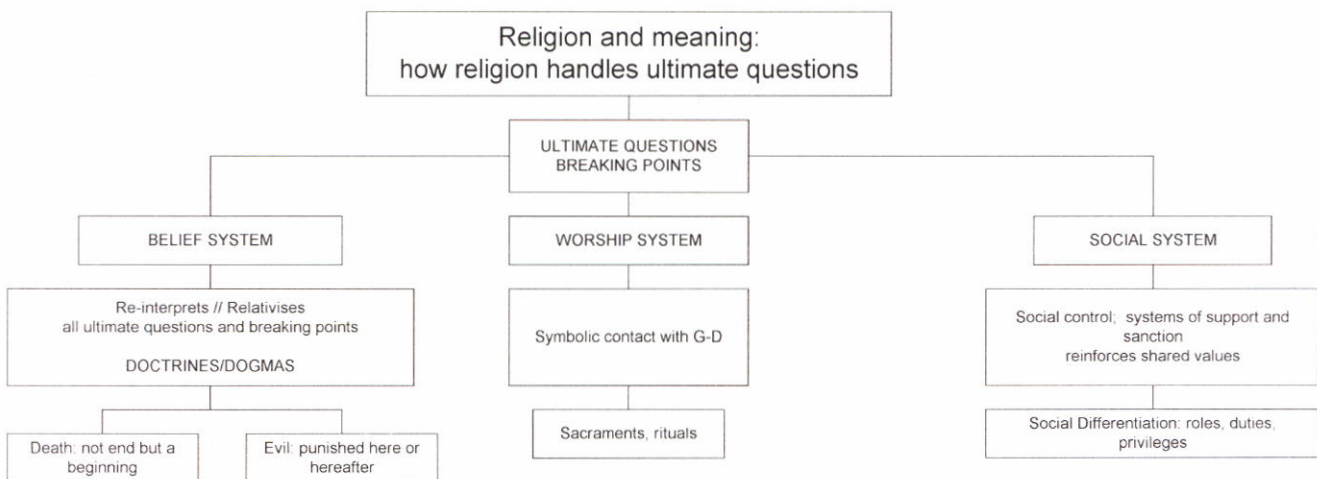 Religion and meaning:
how religion handles ultimate questions
ULTIMATE QUESTIONS
BREAKING POINTS
BELIEF SYSTEM
WORSHIP SYSTEM
SOCIAL SYSTEM
Re-interprets // Relativises
all ultimate questions and breaking points
DOCTRINES/DOGMAS
Symbolic contact with G-D
Social control; systems of support and
sanction
reinforces shared values
Death: not end but a
beginning
Evil: punished here or
hereafter
Sacraments, rituals
Social Differentiation: roles, duties,
privileges